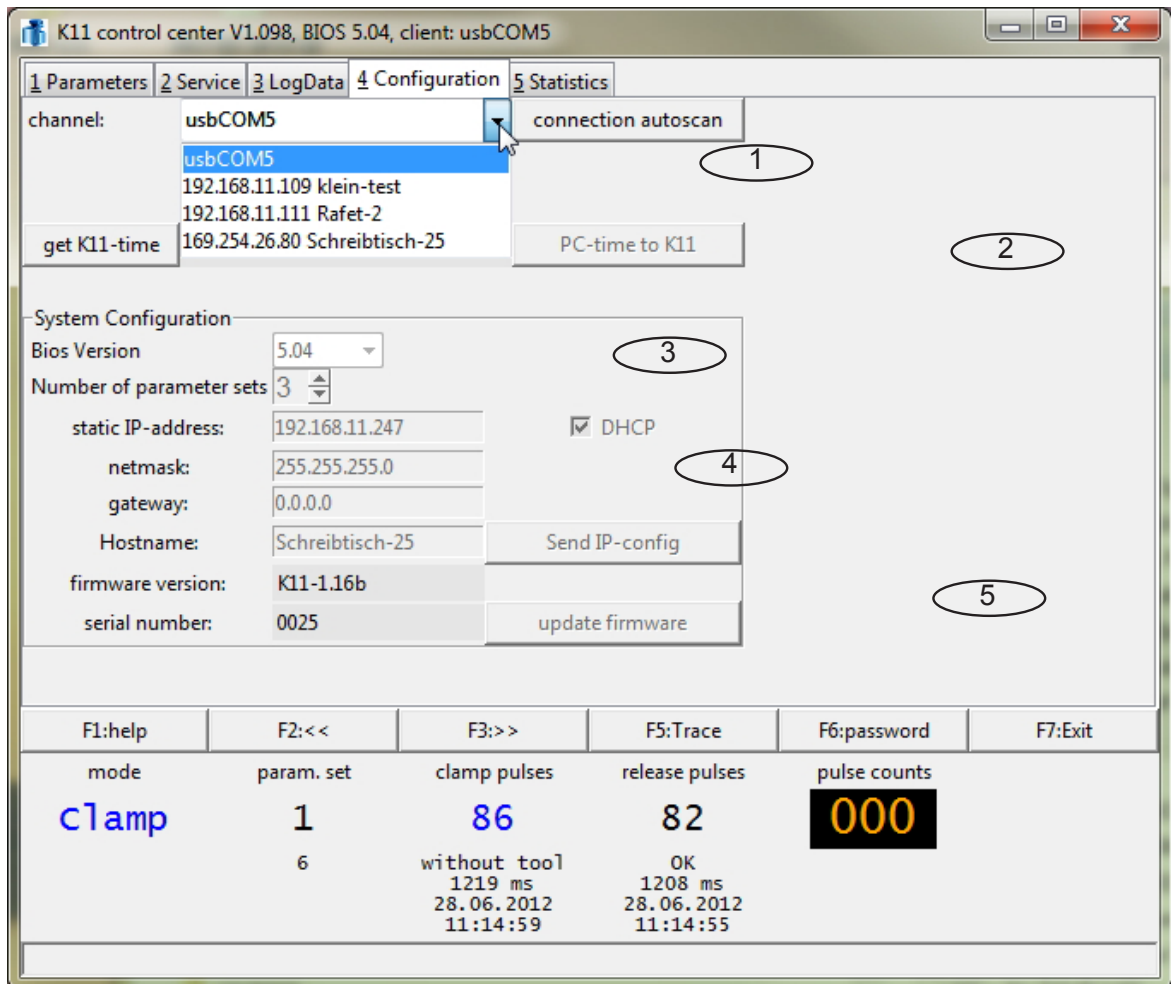 K11 control center V1.098, BIOS 5.04, client: usbCOM5
1 Parameters 2 Service 3 LogData 4 Configuration 5 Statistics
channel: usbCOM5 connection autoscan
usbCOM5 1
192.168.11.109 klein-test
192.168.11.111 Rafet-2
get K11-time 169.254.26.80 Schreibtisch-25 PC-time to K11 2
System Configuration
Bios Version 5.04 3
Number of parameter sets 3
static IP-address: 192.168.11.247 DHCP
netmask: 255.255.255.0 4
gateway: 0.0.0.0
Hostname: Schreibtisch-25 Send IP-config
firmware version: K11-1.16b 5
serial number: 0025 update firmware
F1:help F2:<< F3:>> F5:Trace F6:password F7:Exit
mode param. set clamp pulses release pulses pulse counts
clamp 1 86 82 000
6 without tool OK
1219 ms 1208 ms
28.06.2012 28.06.2012
11:14:59 11:14:55